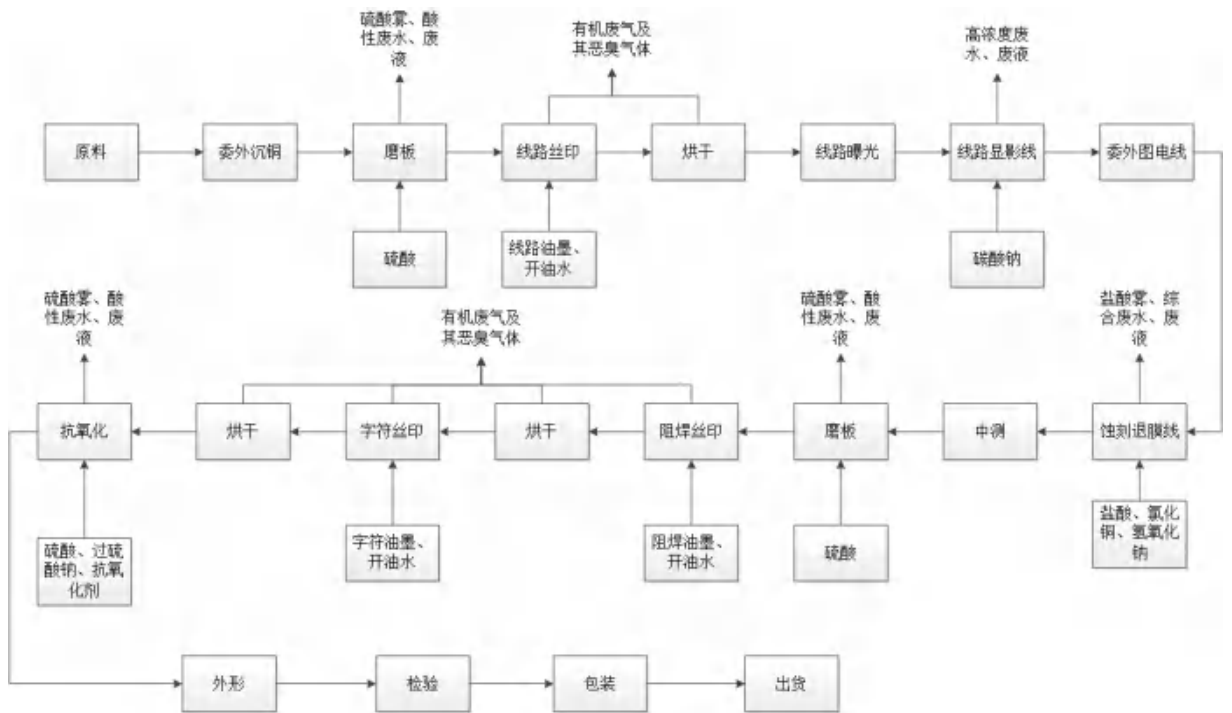 硫酸雾、酸
性废水、废
液
有机废气及
其恶臭气体
高浓度废
水、废液
原料
委外沉铜
磨板
线路丝印
烘干
线路曝光
线路显影线
委外图电线
硫酸
线路油墨、
开油水
碳酸钠
硫酸雾、酸
性废水、废
液
有机废气及
其恶臭气体
硫酸雾、酸
性废水、废
液
盐酸雾、综
合废水、废
液
抗氧化
烘干
字符丝印
烘干
阻焊丝印
磨板
中测
蚀刻退膜线
硫酸、过硫
酸钠、抗氧
化剂
字符油墨、
开油水
阻焊油墨、
开油水
硫酸
盐酸、氯化
铜、氢氧化
钠
外形
检验
包装
出货